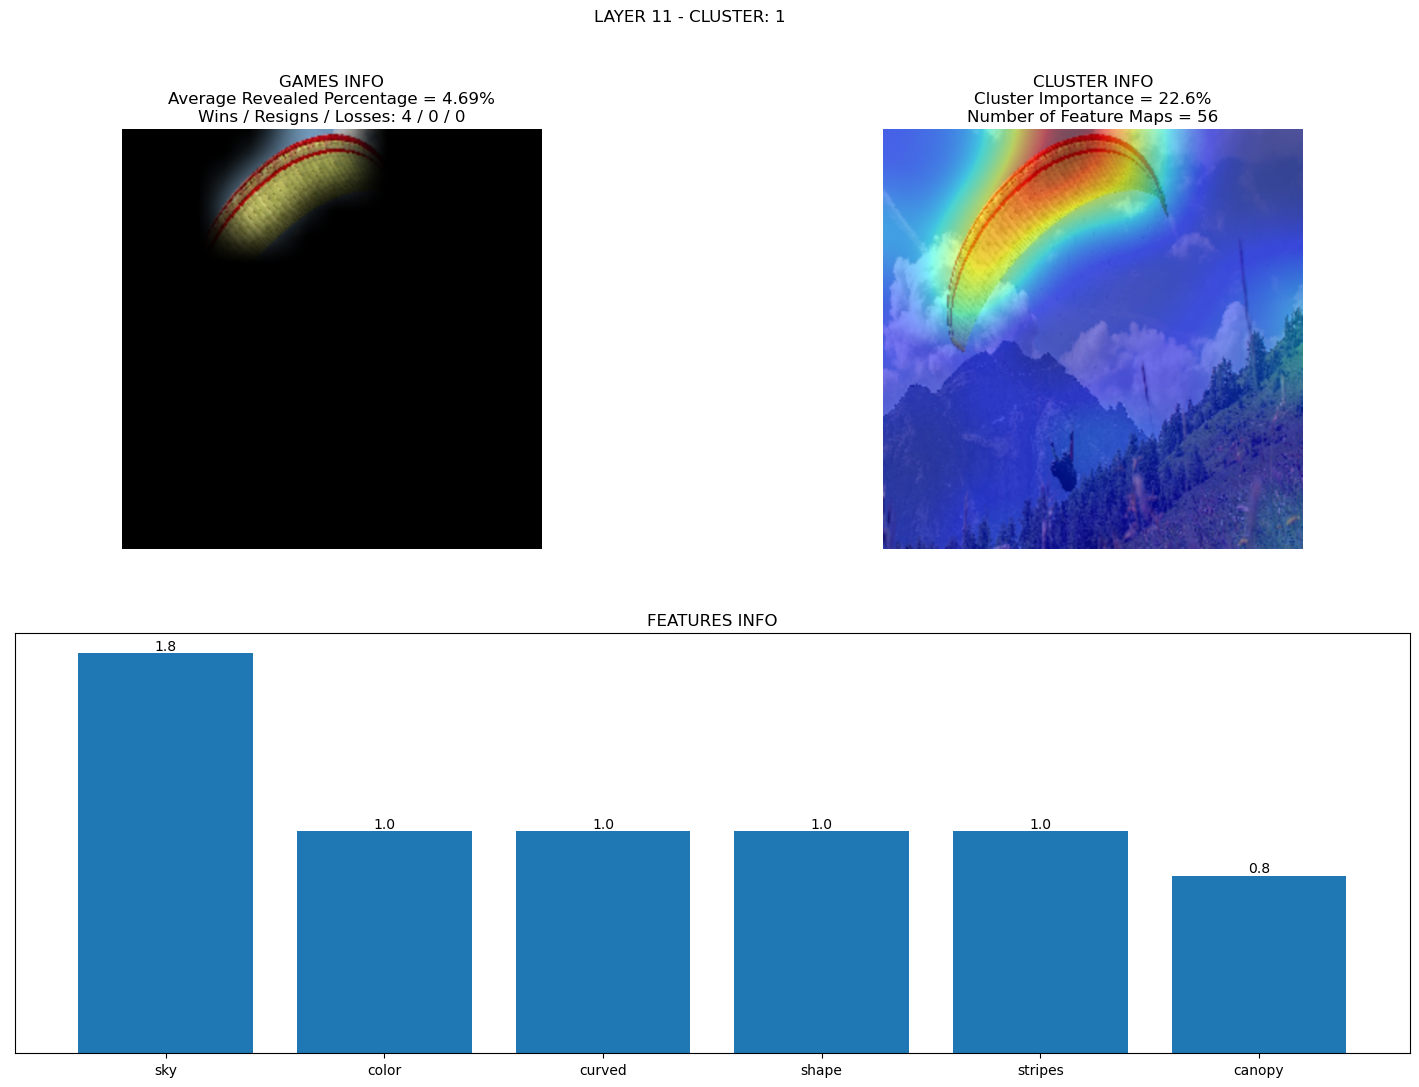 LAYER 11 - CLUSTER: 1
GAMES INFO
Average Revealed Percentage = 4.69%
Wins / Resigns / Losses: 4 / 0 / 0
CLUSTER INFO
Cluster Importance = 22.6%
Number of Feature Maps = 56
FEATURES INFO
1.8
1.0
1.0
1.0
1.0
0.8
sky
color
curved
shape
stripes
canopy